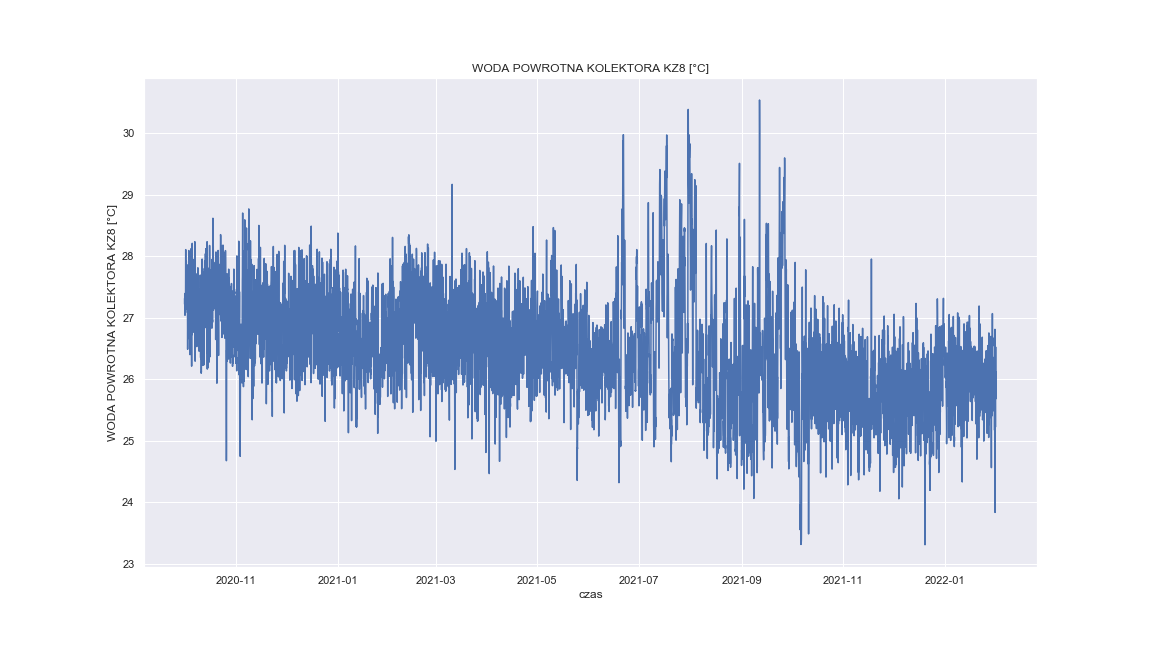 WODA POWROTNA KOLEKTORA KZ8 [°C]
WODA POWROTNA KOLEKTORA KZ8 [°C]
30
29
28
27
26
25
24
23
2020-11 2021-01 2021-03 2021-05 2021-07 2021-09 2021-11 2022-01
czas